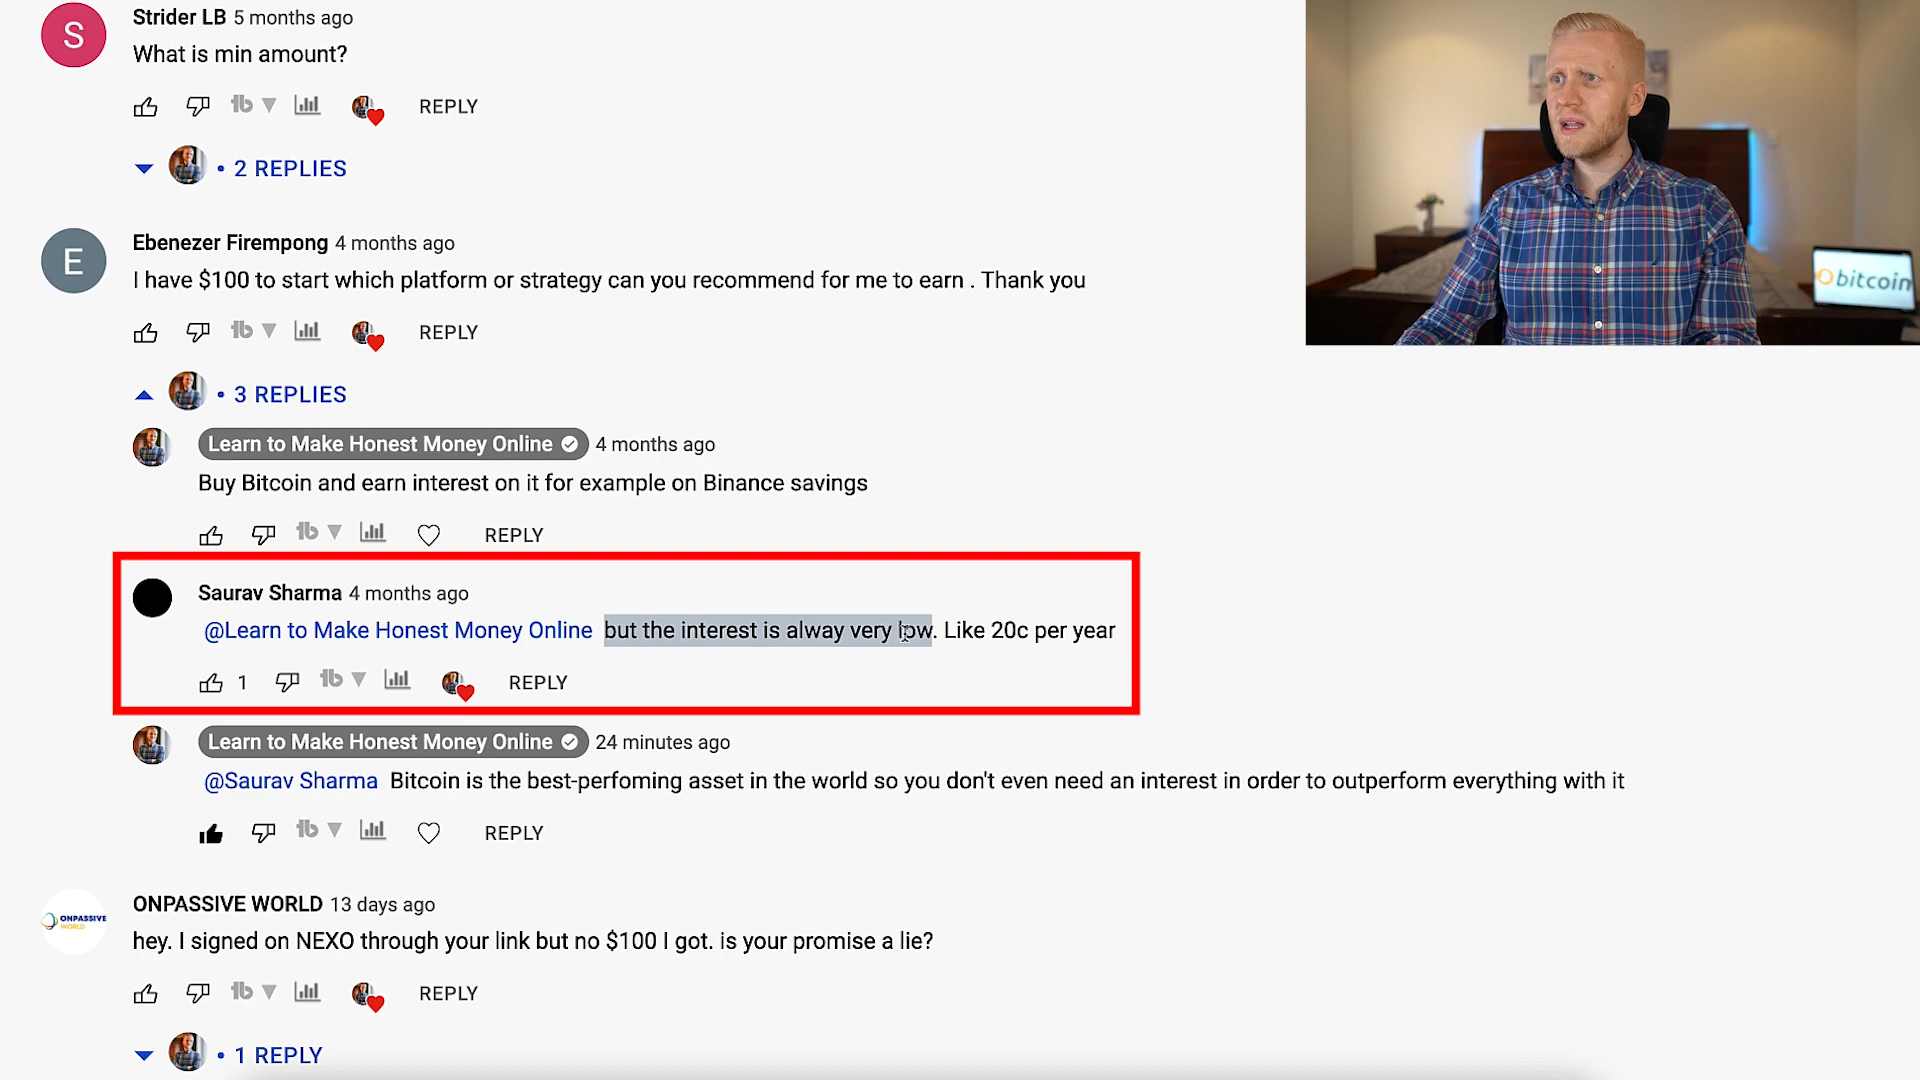 Strider LB 5 months ago
What is min amount?
REPLY
2 REPLIES
Ebenezer Firempong 4 months ago
I have $100 to start which platform or strategy can you recommend for me to earn . Thank you
REPLY
3 REPLIES
Learn to Make Honest Money Online 4 months ago
Buy Bitcoin and earn interest on it for example on Binance savings
REPLY
Saurav Sharma 4 months ago
@Learn to Make Honest Money Online but the interest is alway very low. Like 20c per year
1 REPLY
Learn to Make Honest Money Online 24 minutes ago
@Saurav Sharma Bitcoin is the best-perfoming asset in the world so you don't even need an interest in order to outperform everything with it
REPLY
ONPASSIVE WORLD 13 days ago
hey. I signed on NEXO through your link but no $100 I got. is your promise a lie?
REPLY
1 REPLY
S
E
ONPASSIVE
WORLD
bitcoin